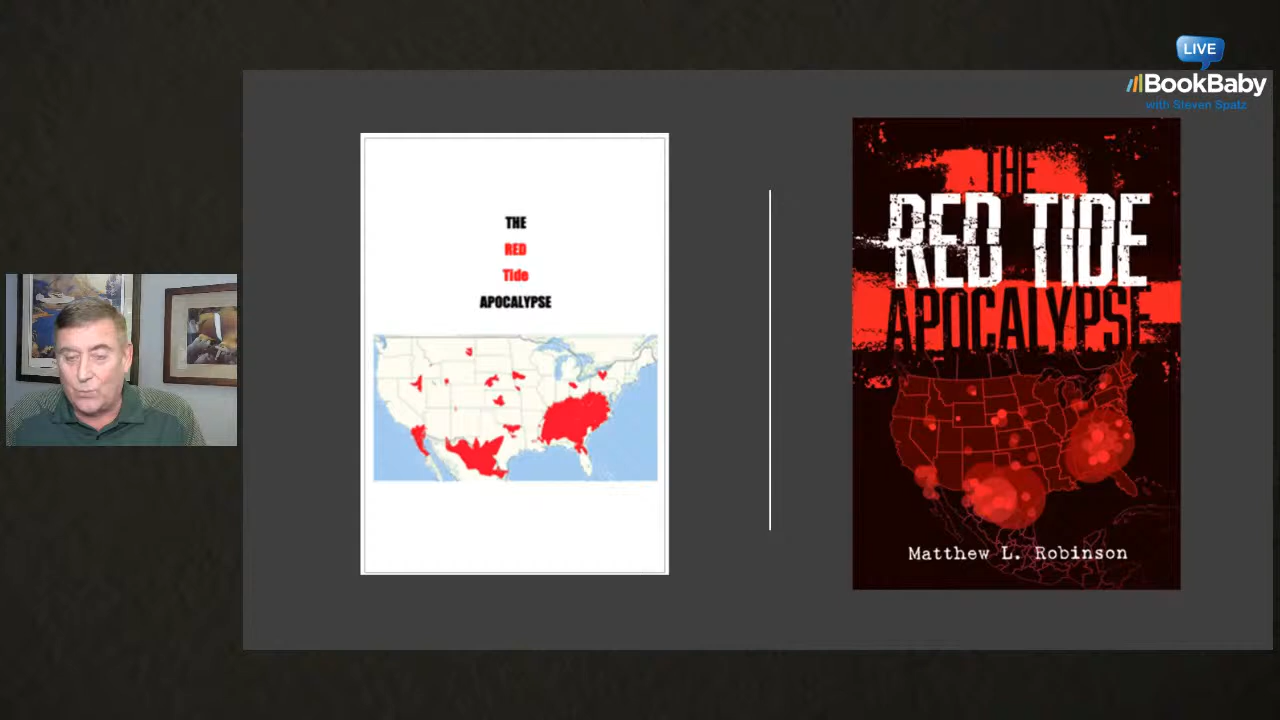 LIVE
BookBaby
with Steven Spatz
THE
RED
Tide
APOCALYPSE
THE
RED TIDE
APOCALYPSE
Matthew L. Robinson